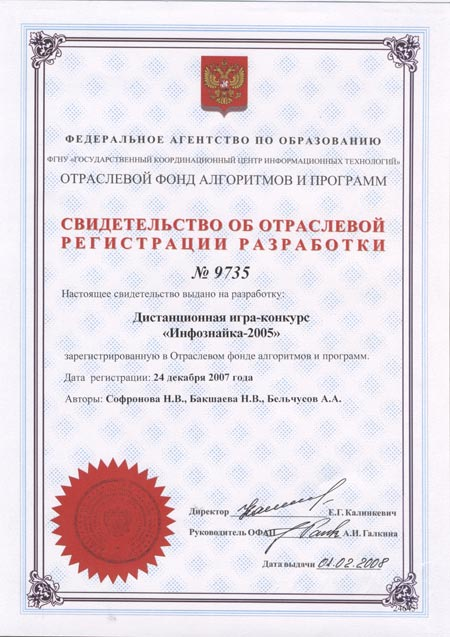 ФЕДЕРАЛЬНОЕ АГЕНТСТВО ПО ОБРАЗОВАНИЮ
ФГНУ «ГОСУДАРСТВЕННЫЙ КООРДИНАЦИОННЫЙ ЦЕНТР ИНФОРМАЦИОННЫХ ТЕХНОЛОГИЙ»
ОТРАСЛЕВОЙ ФОНД АЛГОРИТМОВ И ПРОГРАММ
СВИДЕТЕЛЬСТВО ОБ ОТРАСЛЕВОЙ
РЕГИСТРАЦИИ РАЗРАБОТКИ
№ 9735
Настоящее свидетельство выдано на разработку:
Дистанционная игра-конкурс
«Инфознайка-2005»
зарегистрированную в Отраслевом фонде алгоритмов и программ.
Дата регистрации: 24 декабря 2007 года
Авторы: Софронова Н.В., Бакшаева Н.В., Бельчусов А.А.
Директор Е.Г. Калинкевич
Руководитель ОФАП А.И. Галкина
Дата выдачи 01.02.2008